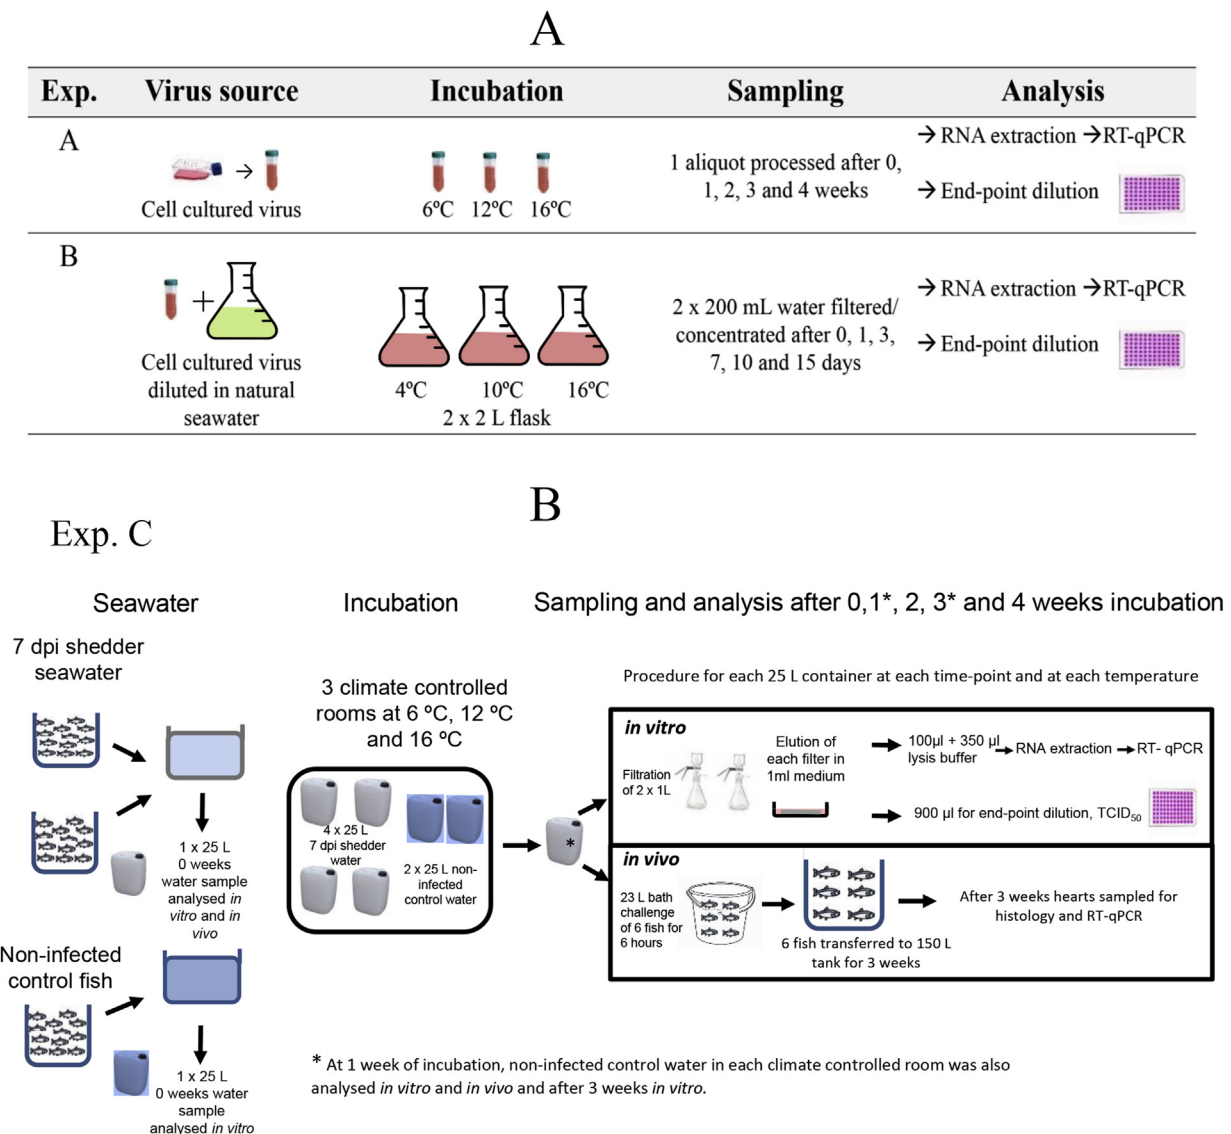 A
Exp. Virus source Incubation Sampling Analysis
A
Cell cultured virus
6ºC 12ºC 16ºC
1 aliquot processed after 0,
1, 2, 3 and 4 weeks
→ RNA extraction →RT-qPCR
→ End-point dilution
B
Cell cultured virus
diluted in natural
seawater
4ºC 10ºC 16ºC
2 x 2 L flask
2 x 200 mL water filtered/
concentrated after 0, 1, 3,
7, 10 and 15 days
→ RNA extraction →RT-qPCR
→ End-point dilution
B
Exp. C
Seawater
Incubation
Sampling and analysis after 0,1*, 2, 3* and 4 weeks incubation
7 dpi shedder
seawater
1 x 25 L
0 weeks
water sample
analysed in
vitro and in
vivo
Non-infected
control fish
1 x 25 L
0 weeks water
sample
analysed in vitro
3 climate controlled
rooms at 6 ºC, 12 ºC
and 16 ºC
4 x 25 L
7 dpi shedder
water
2 x 25 L non-
infected
control water
*
Procedure for each 25 L container at each time-point and at each temperature
in vitro
Filtration
of 2 x 1L
Elution of
each filter in
1ml medium
100µl + 350 µl
lysis buffer
RNA extraction
RT- qPCR
900 µl for end-point dilution, TCID50
in vivo
23 L bath
challenge
of 6 fish for
6 hours
6 fish transferred to 150 L
tank for 3 weeks
After 3 weeks hearts sampled for
histology and RT-qPCR
* At 1 week of incubation, non-infected control water in each climate controlled room was also
analysed in vitro and in vivo and after 3 weeks in vitro.